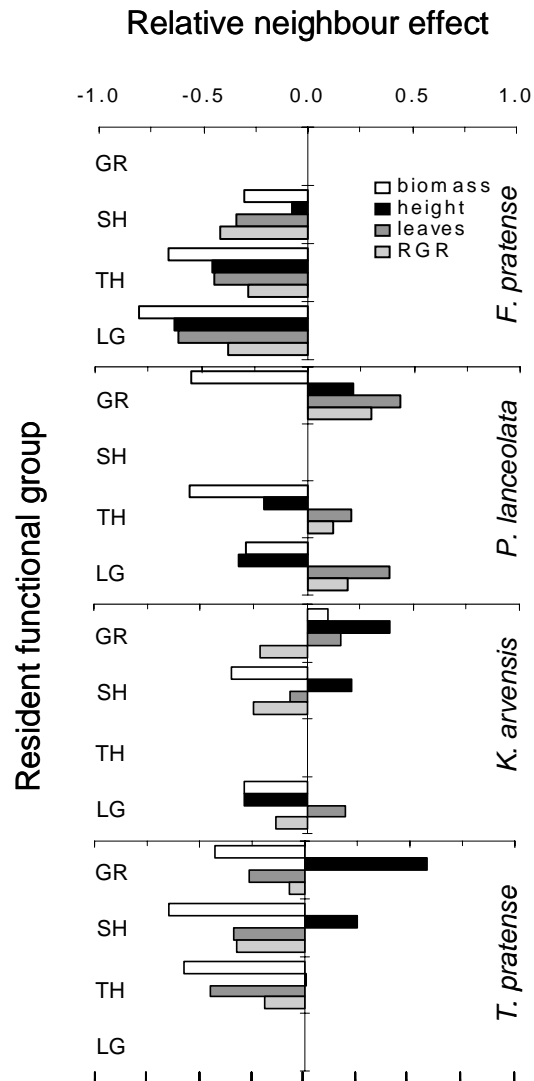 Relative neighbour effect
-1.0 -0.5 0.0 0.5 1.0
GR
SH
TH
LG
biomass
height
leaves
RGR
F. pratense
GR
SH
TH
LG
P. lanceolata
GR
SH
TH
LG
K. arvensis
GR
SH
TH
LG
T. pratense
Resident functional group